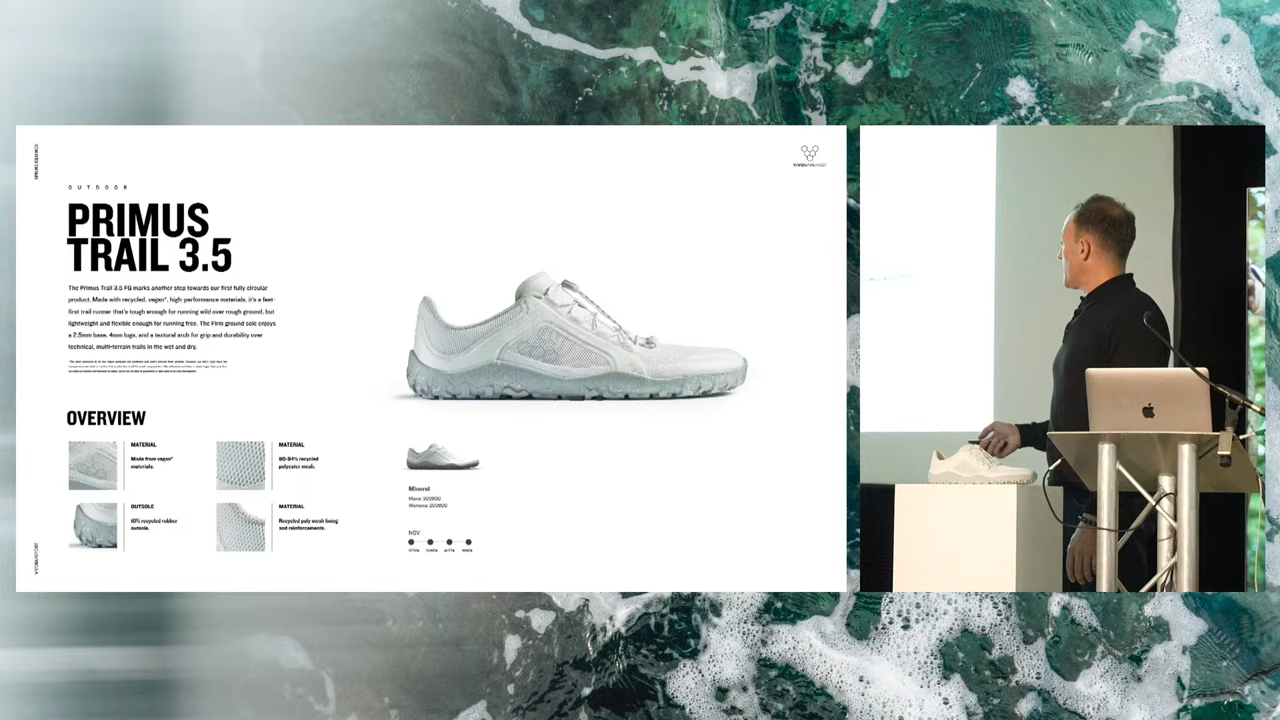 OUTDOOR
PRIMUS
TRAIL 3.5
The Primus Trail 3.5 FG marks another step towards our first fully circular
product. Made with recycled, vegan*, high-performance materials, it's a feet-
first trail runner that's tough enough for running wild over rough ground, but
lightweight and flexible enough for running free. The Firm ground sole enjoys
a 2.5mm base, 4mm lugs, and a textural arch for grip and durability over
technical, multi-terrain trails in the wet and dry.
OVERVIEW
MATERIAL
Made from vegan*
materials.
MATERIAL
90-94% recycled
polyester mesh.
OUTSOLE
10% recycled rubber
outsole.
MATERIAL
Recycled poly mesh lining
and reinforcements.
VIVOBAREFOOT
Mineral
NOV